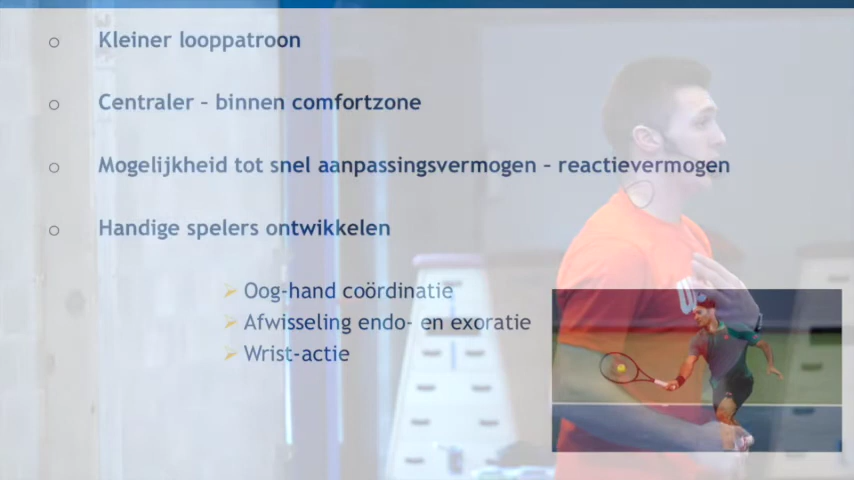 Kleiner looppatroon
Centraler – binnen comfortzone
Mogelijkheid tot snel aanpassingsvermogen – reactievermogen
Handige spelers ontwikkelen
Oog-hand coördinatie
Afwisseling endo- en exoratie
Wrist-actie